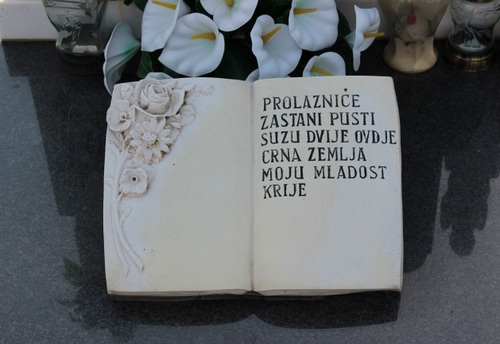 PROLAZNIČE
ZASTANI PUSTI
SUZU DVIJE OVDJE
CRNA ZEMLJA
MOJU MLADOST
KRIJE